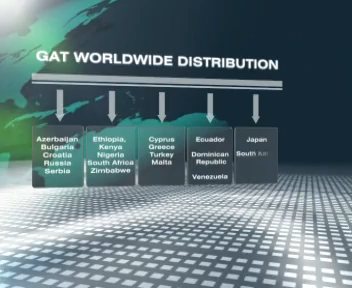 GAT WORLDWIDE DISTRIBUTION
Azerbaijan
Bulgaria
Croatia
Russia
Serbia
Ethiopia,
Kenya
Nigeria
South Africa
Zimbabwe
Cyprus
Greece
Turkey
Malta
Ecuador
Dominican
Republic
Venezuela
Japan
South